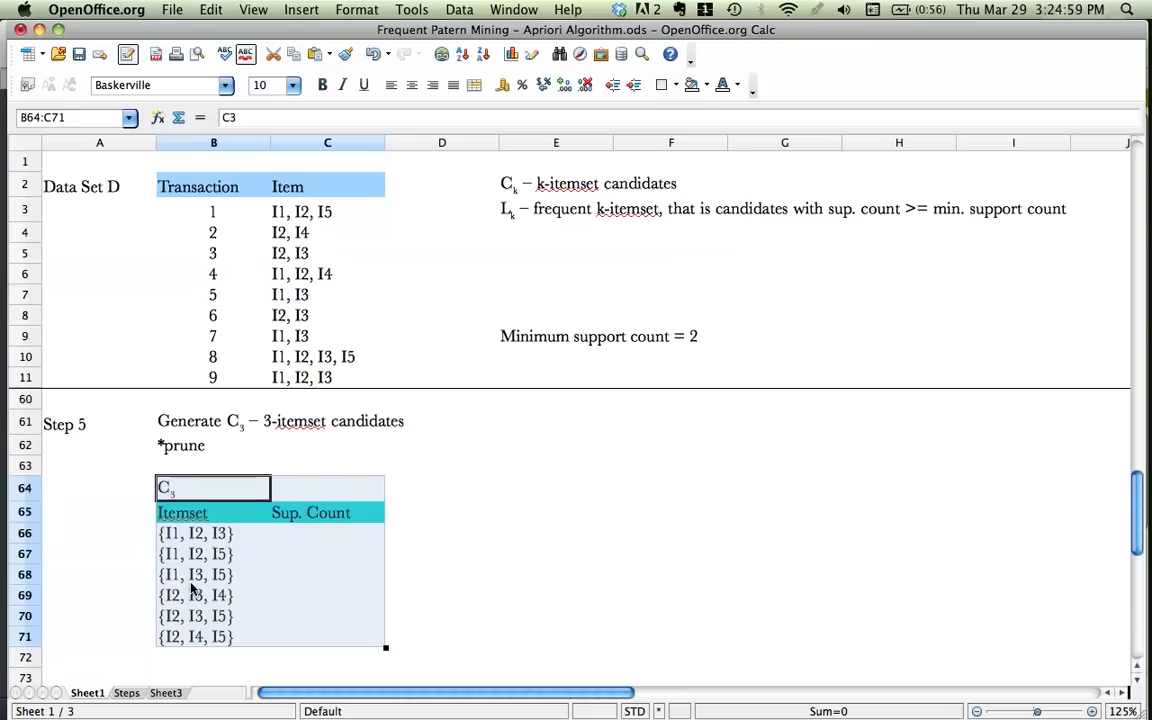 OpenOffice.org File Edit View Insert Format Tools Data Window Help 2 1 (0:56) Thu Mar 29 3:24:59 PM
Frequent Patern Mining - Apriori Algorithm.ods - OpenOffice.org Calc
Baskerville 10
B64:C71 C3
A B C D E F G H I J
1
2 Data Set D Transaction Item Ck – k-itemset candidates
3 1 I1, I2, I5 Lk – frequent k-itemset, that is candidates with sup. count >= min. support count
4 2 I2, I4
5 3 I2, I3
6 4 I1, I2, I4
7 5 I1, I3
8 6 I2, I3
9 7 I1, I3 Minimum support count = 2
10 8 I1, I2, I3, I5
11 9 I1, I2, I3
60
61 Step 5 Generate C3 – 3-itemset candidates
62 *prune
63
64 C3
65 Itemset Sup. Count
66 {I1, I2, I3}
67 {I1, I2, I5}
68 {I1, I3, I5}
69 {I2, I3, I4}
70 {I2, I3, I5}
71 {I2, I4, I5}
72
73
Sheet1 Steps Sheet3
Sheet 1 / 3 Default STD * Sum=0 125%